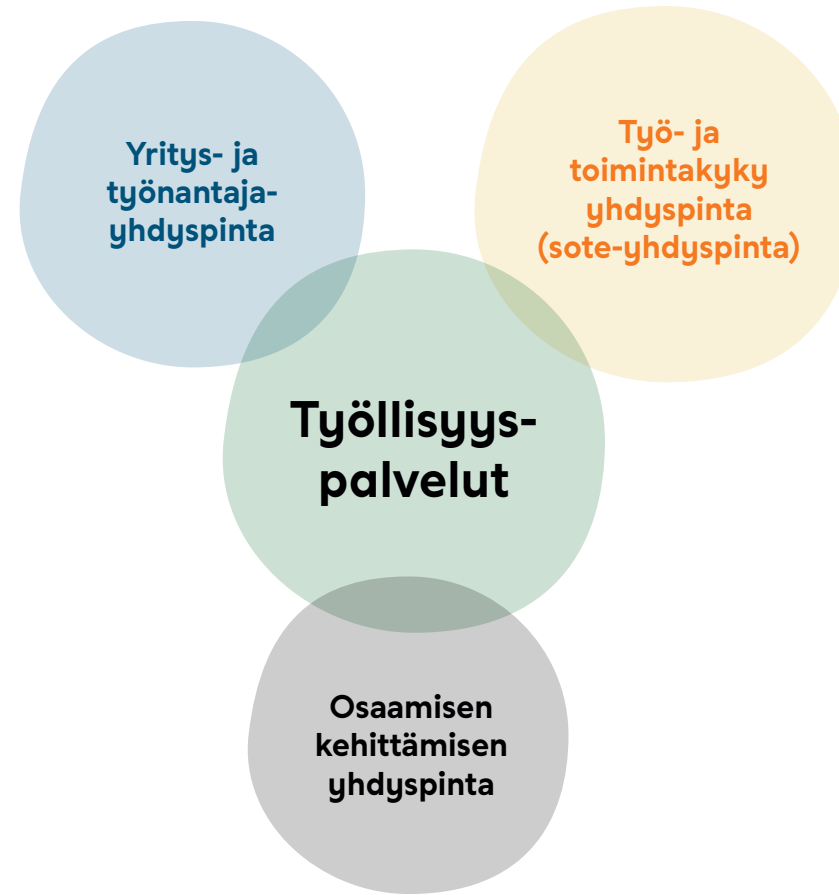 Yritys- ja
työnantaja-
yhdyspinta
Työ- ja
toimintakyky
yhdyspinta
(sote-yhdyspinta)
Työllisyys-
palvelut
Osaamisen
kehittämisen
yhdyspinta